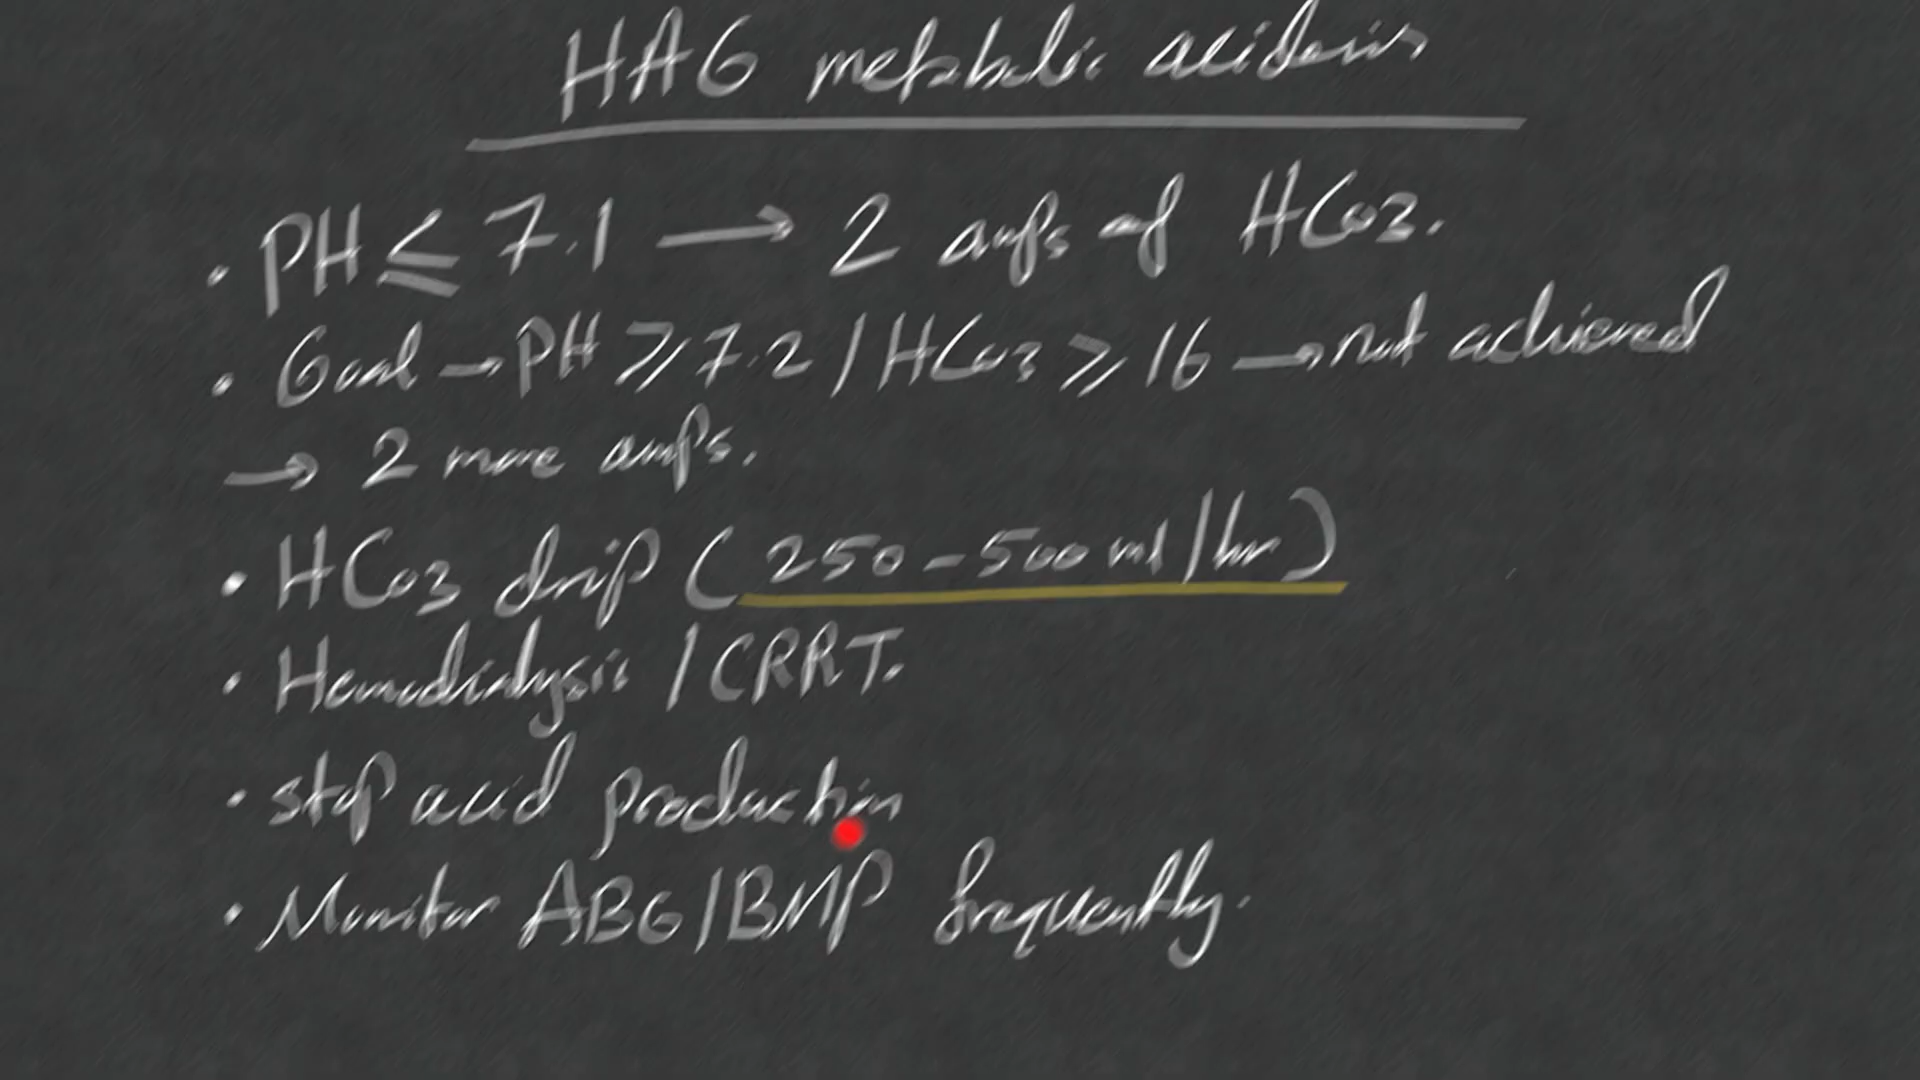 HAG metabolic acidosis
• PH ≤ 7.1 → 2 amps of HCO3.
• Goal → PH ≥ 7.2 / HCO3 ≥ 16 → not achieved
→ 2 more amps.
• HCO3 drip (250-500 ml/hr)
• Hemodialysis / CRRT.
• stop acid production
• Monitor ABG/BMP frequently.